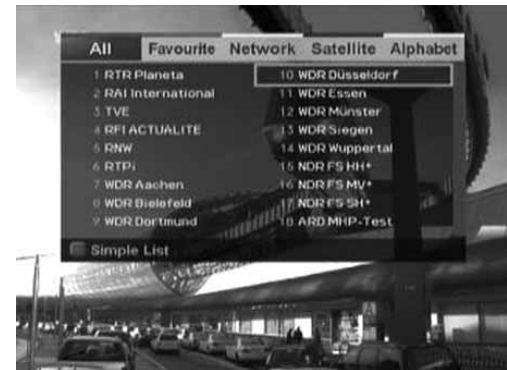 All Favourite Network Satellite Alphabet
1 RTR Planeta
2 RAI International
3 TVE
4 RFI ACTUALITE
5 RNW
6 RTPi
7 WDR Aachen
8 WDR Bielefeld
9 WDR Dortmund
10 WDR Düsseldorf
11 WDR Essen
12 WDR Münster
13 WDR Siegen
14 WDR Wuppertal
15 NDR FS HH*
16 NDR FS MV*
17 NDR FS SH*
18 ARD MHP-Test
Simple List